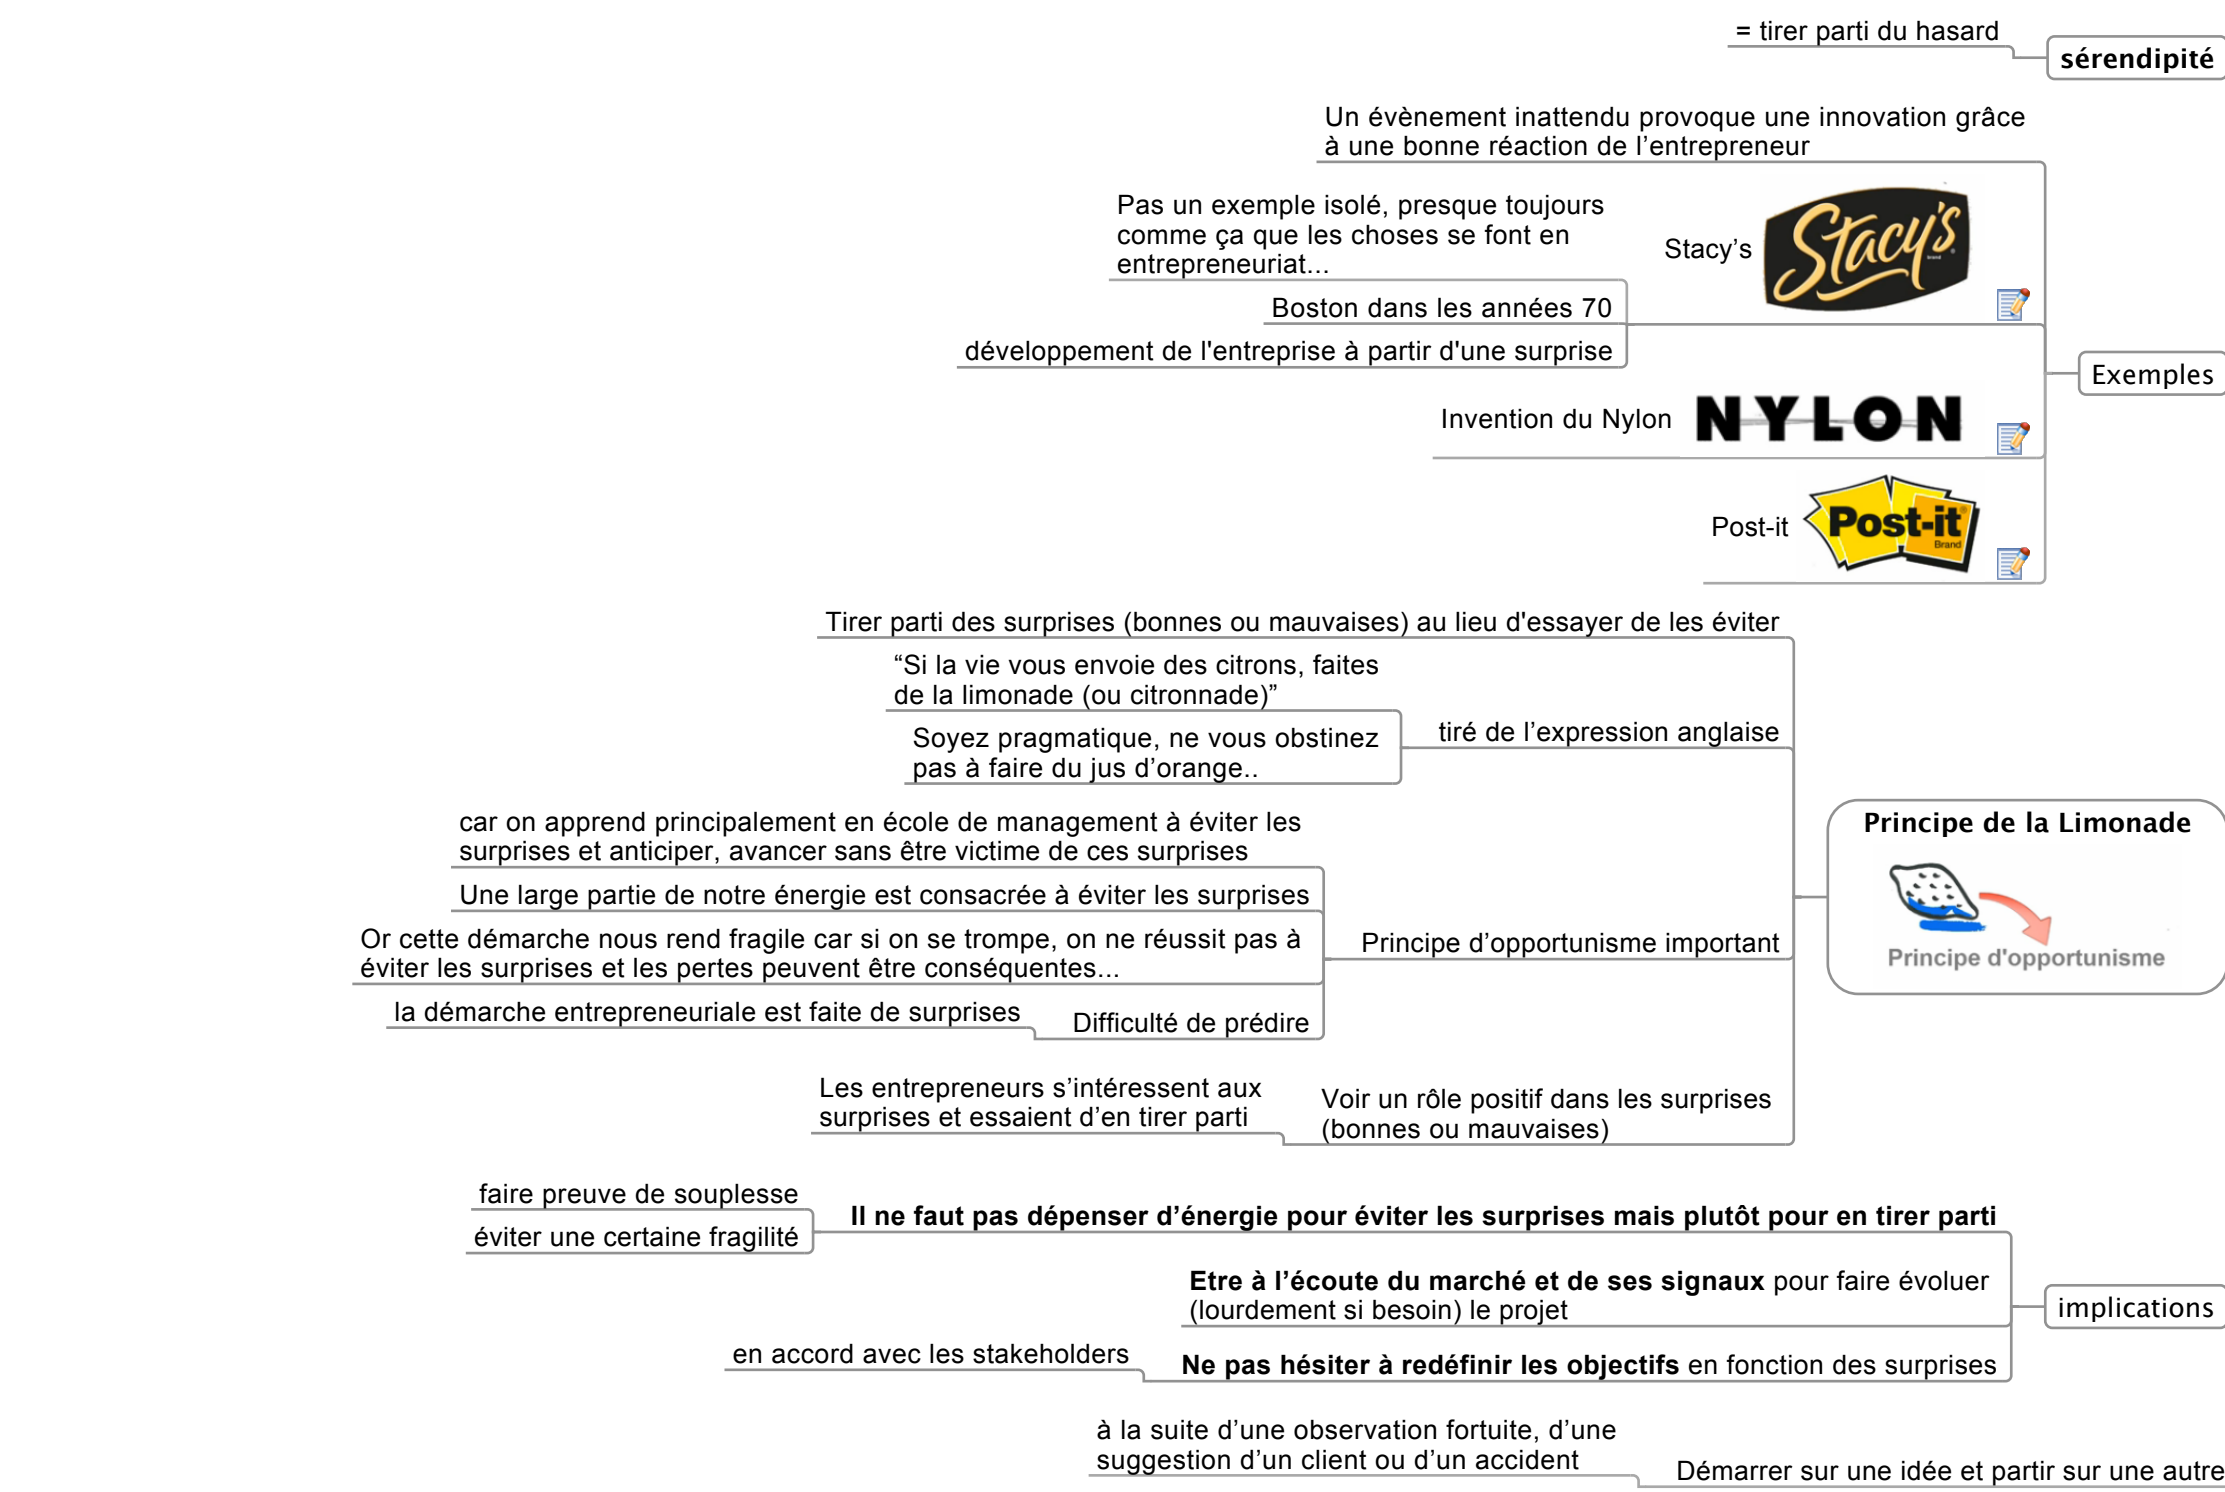 = tirer parti du hasard
sérendipité
Un évènement inattendu provoque une innovation grâce
à une bonne réaction de l’entrepreneur
Pas un exemple isolé, presque toujours
comme ça que les choses se font en
entrepreneuriat...
Stacy’s
Stacy's
brand
Boston dans les années 70
développement de l'entreprise à partir d'une surprise
Exemples
Invention du Nylon
NYLON
Post-it
Post-it®
Brand
Tirer parti des surprises (bonnes ou mauvaises) au lieu d'essayer de les éviter
“Si la vie vous envoie des citrons, faites
de la limonade (ou citronnade)”
tiré de l’expression anglaise
Soyez pragmatique, ne vous obstinez
pas à faire du jus d’orange..
car on apprend principalement en école de management à éviter les
surprises et anticiper, avancer sans être victime de ces surprises
Une large partie de notre énergie est consacrée à éviter les surprises
Or cette démarche nous rend fragile car si on se trompe, on ne réussit pas à
éviter les surprises et les pertes peuvent être conséquentes...
Principe d’opportunisme important
la démarche entrepreneuriale est faite de surprises
Difficulté de prédire
Principe de la Limonade
Principe d'opportunisme
Les entrepreneurs s’intéressent aux
surprises et essaient d’en tirer parti
Voir un rôle positif dans les surprises
(bonnes ou mauvaises)
faire preuve de souplesse
éviter une certaine fragilité
Il ne faut pas dépenser d’énergie pour éviter les surprises mais plutôt pour en tirer parti
Etre à l’écoute du marché et de ses signaux pour faire évoluer
(lourdement si besoin) le projet
implications
en accord avec les stakeholders
Ne pas hésiter à redéfinir les objectifs en fonction des surprises
à la suite d’une observation fortuite, d’une
suggestion d’un client ou d’un accident
Démarrer sur une idée et partir sur une autre